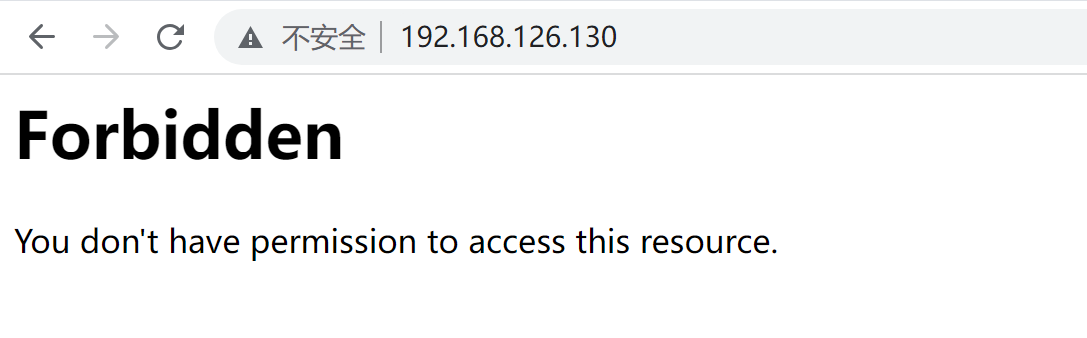 不安全 192.168.126.130
Forbidden
You don't have permission to access this resource.